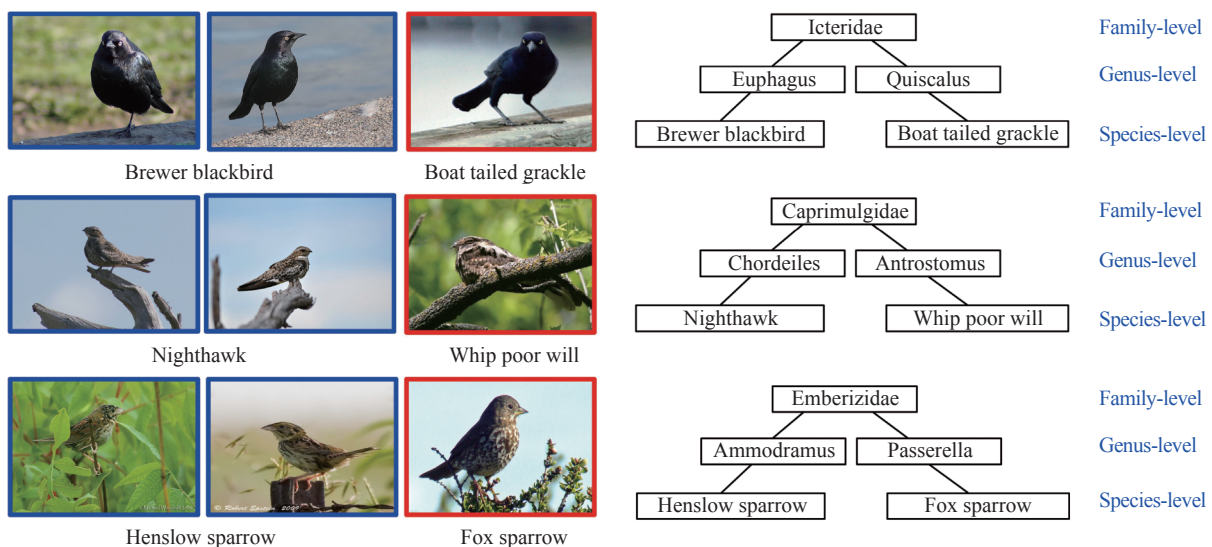 Icteridae Family-level
Euphagus Quiscalus Genus-level
Brewer blackbird Boat tailed grackle Species-level
Brewer blackbird Boat tailed grackle
Caprimulgidae Family-level
Chordeiles Antrostomus Genus-level
Nighthawk Whip poor will Species-level
Nighthawk Whip poor will
Emberizidae Family-level
Ammodramus Passerella Genus-level
Henslow sparrow Fox sparrow Species-level
Henslow sparrow Fox sparrow